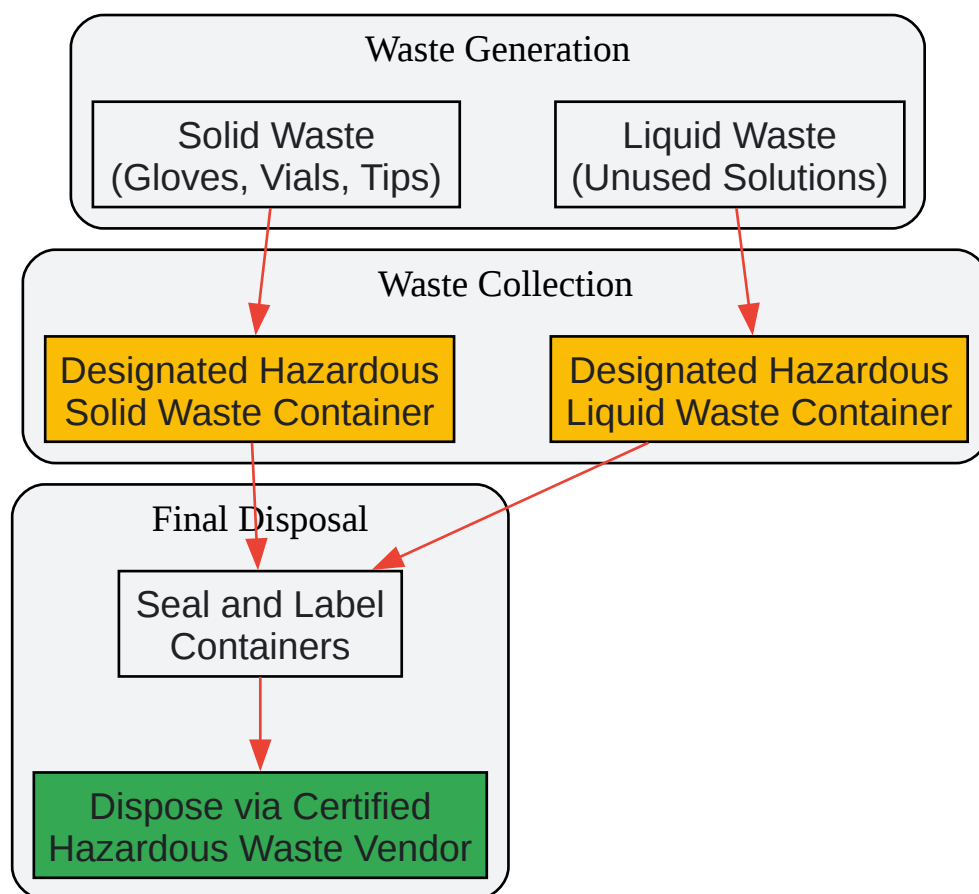 Waste Generation
Solid Waste
(Gloves, Vials, Tips)
Liquid Waste
(Unused Solutions)
Waste Collection
Designated Hazardous
Solid Waste Container
Designated Hazardous
Liquid Waste Container
Final Disposal
Seal and Label
Containers
Dispose via Certified
Hazardous Waste Vendor